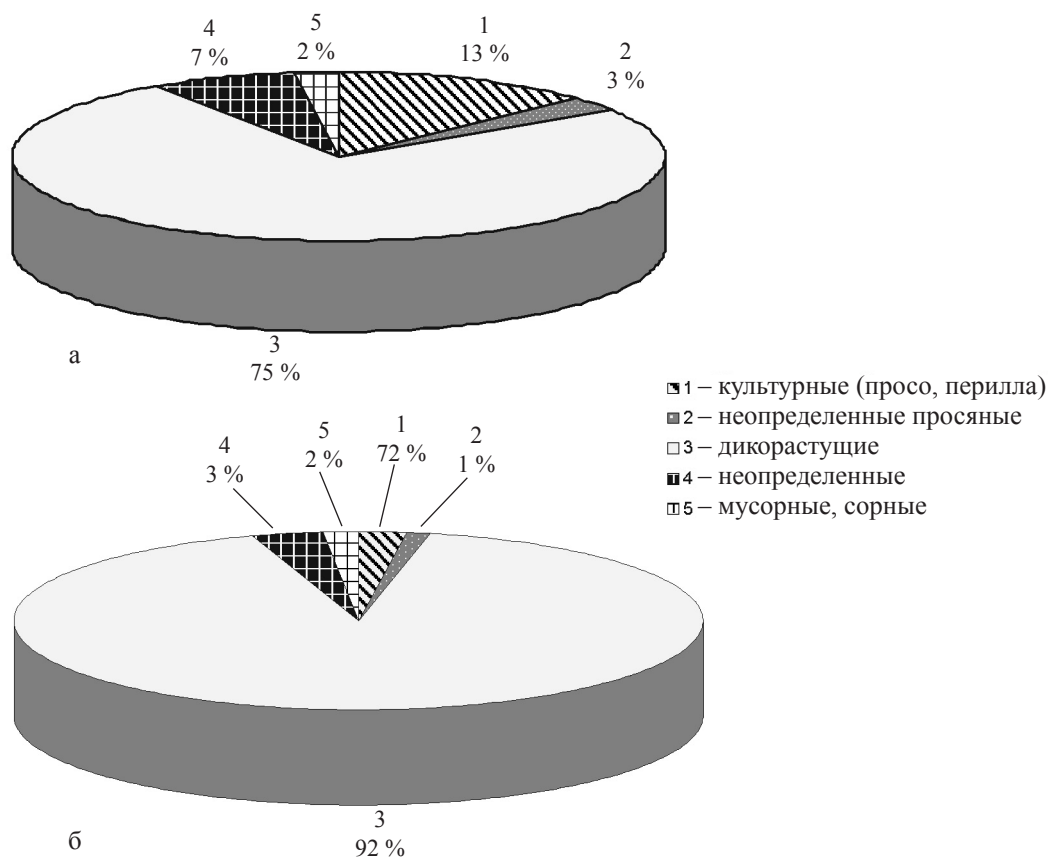 4
7 %
5
2 %
1
13 %
2
3 %
3
75 %
а
1 – культурные (просо, перилла)
2 – неопределенные просяные
3 – дикорастущие
4 – неопределенные
5 – мусорные, сорные
4
3 %
5
2 %
1
72 %
2
1 %
3
92 %
б